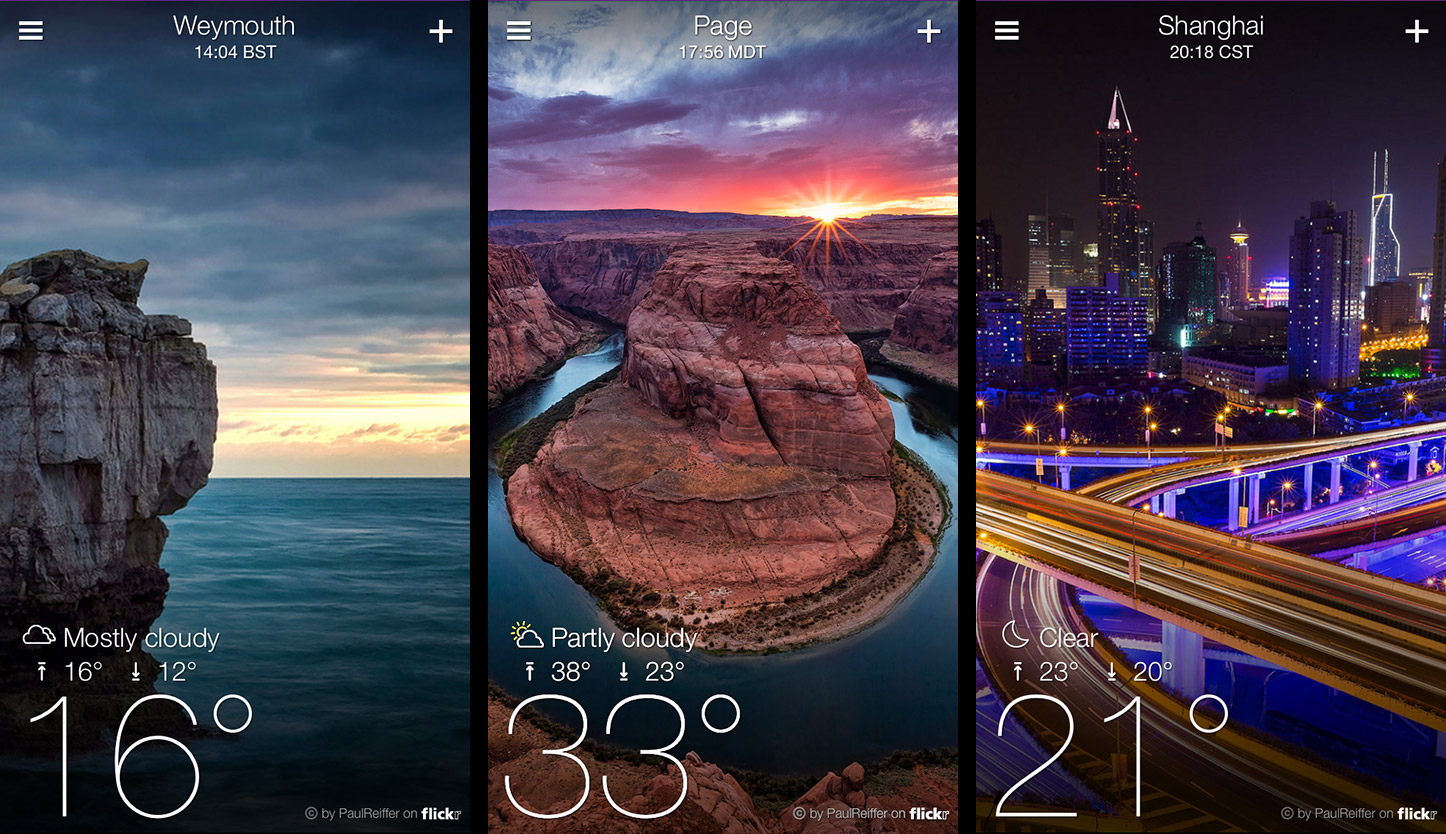 Weymouth
14:04 BST
Mostly cloudy
16° 12°
16°
© by PaulReiffer on flickr
Page
17:56 MDT
Partly cloudy
38° 23°
33°
© by PaulReiffer on flickr
Shanghai
20:18 CST
Clear
23° 20°
21°
© by PaulReiffer on flickr